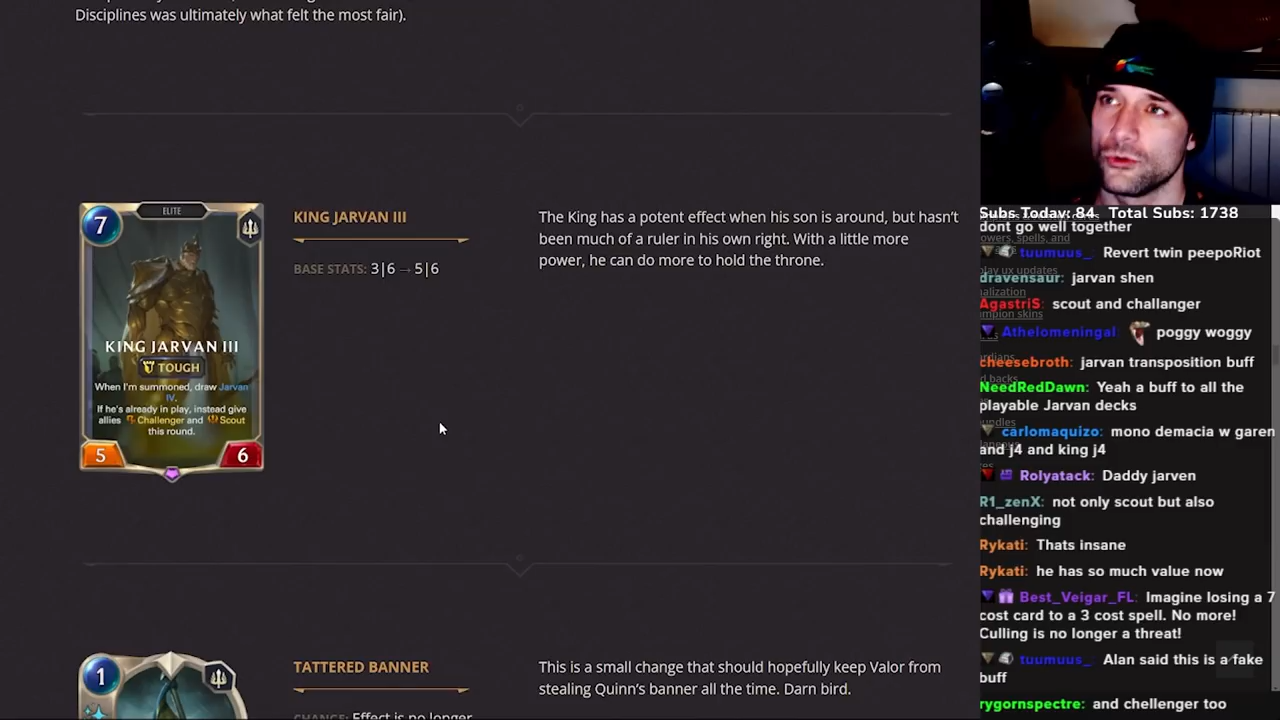 Disciplines was ultimately what felt the most fair).
7
ELITE
KING JARVAN III
TOUGH
When I'm summoned, draw Jarvan
IV.
If he's already in play, instead give
allies Challenger and Scout
this round.
5
6
KING JARVAN III
BASE STATS: 3|6 → 5|6
The King has a potent effect when his son is around, but hasn't
been much of a ruler in his own right. With a little more
power, he can do more to hold the throne.
1
TATTERED BANNER
CHANGE: Effect is no longer
This is a small change that should hopefully keep Valor from
stealing Quinn's banner all the time. Darn bird.
Subs Today: 84 Total Subs: 1738
dont go well together
tuumuus_: Revert twin peepoRiot
dravensaur: jarvan shen
AgastriS: scout and challanger
Athelomeningal: poggy woggy
cheesebroth: jarvan transposition buff
NeedRedDawn: Yeah a buff to all the
playable Jarvan decks
carlomaquizo: mono demacia w garen
and j4 and king j4
Rolyatack: Daddy jarven
R1_zenX: not only scout but also
challenging
Rykati: Thats insane
Rykati: he has so much value now
Best_Veigar_FL: Imagine losing a 7
cost card to a 3 cost spell. No more!
Culling is no longer a threat!
tuumuus_: Alan said this is a fake
buff
rygornspectre: and chellenger too